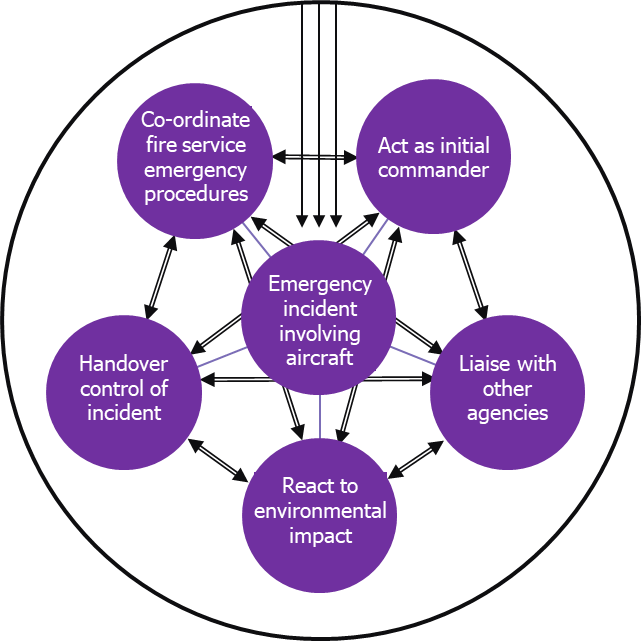 Co-ordinate
fire service
emergency
procedures
Act as initial
commander
Emergency
incident
involving
aircraft
Handover
control of
incident
Liaise with
other
agencies
React to
environmental
impact